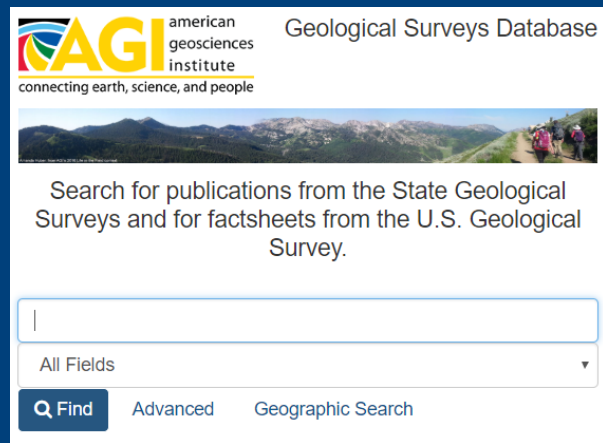 AGI
american
geosciences
institute
connecting earth, science, and people
Geological Surveys Database
Search for publications from the State Geological
Surveys and for factsheets from the U.S. Geological
Survey.
All Fields
Find Advanced Geographic Search